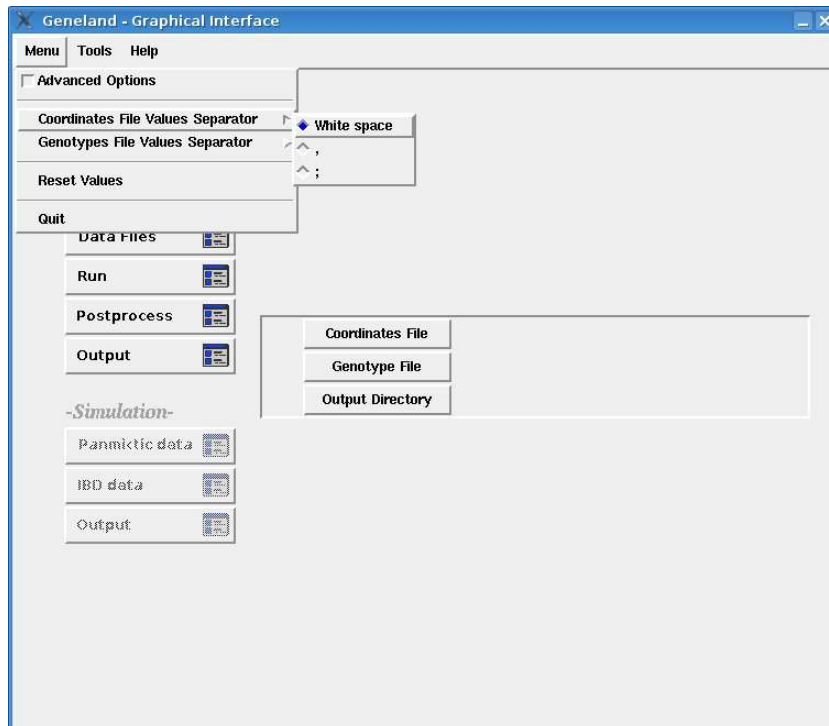 Geneland - Graphical Interface
Menu Tools Help
Advanced Options
Coordinates File Values Separator
Genotypes File Values Separator
Reset Values
Quit
White space
,
;
Data Files
Run
Postprocess
Output
-Simulation-
Panmictic data
IBD data
Output
Coordinates File
Genotype File
Output Directory